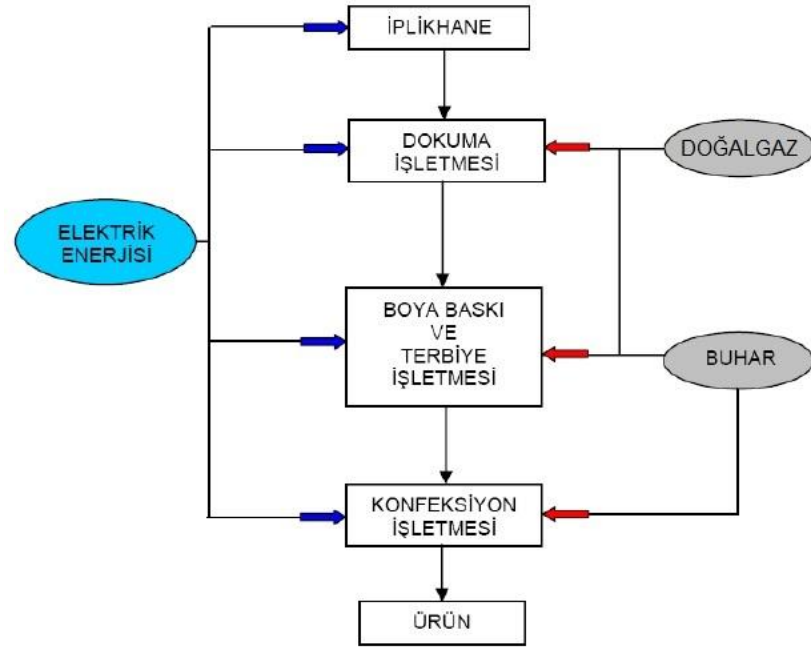 İPLİKHANE
DOKUMA
İŞLETMESİ
DOĞALGAZ
ELEKTRİK
ENERJİSİ
BOYA BASKI
VE
TERBİYE
İŞLETMESİ
BUHAR
KONFEKSİYON
İŞLETMESİ
ÜRÜN